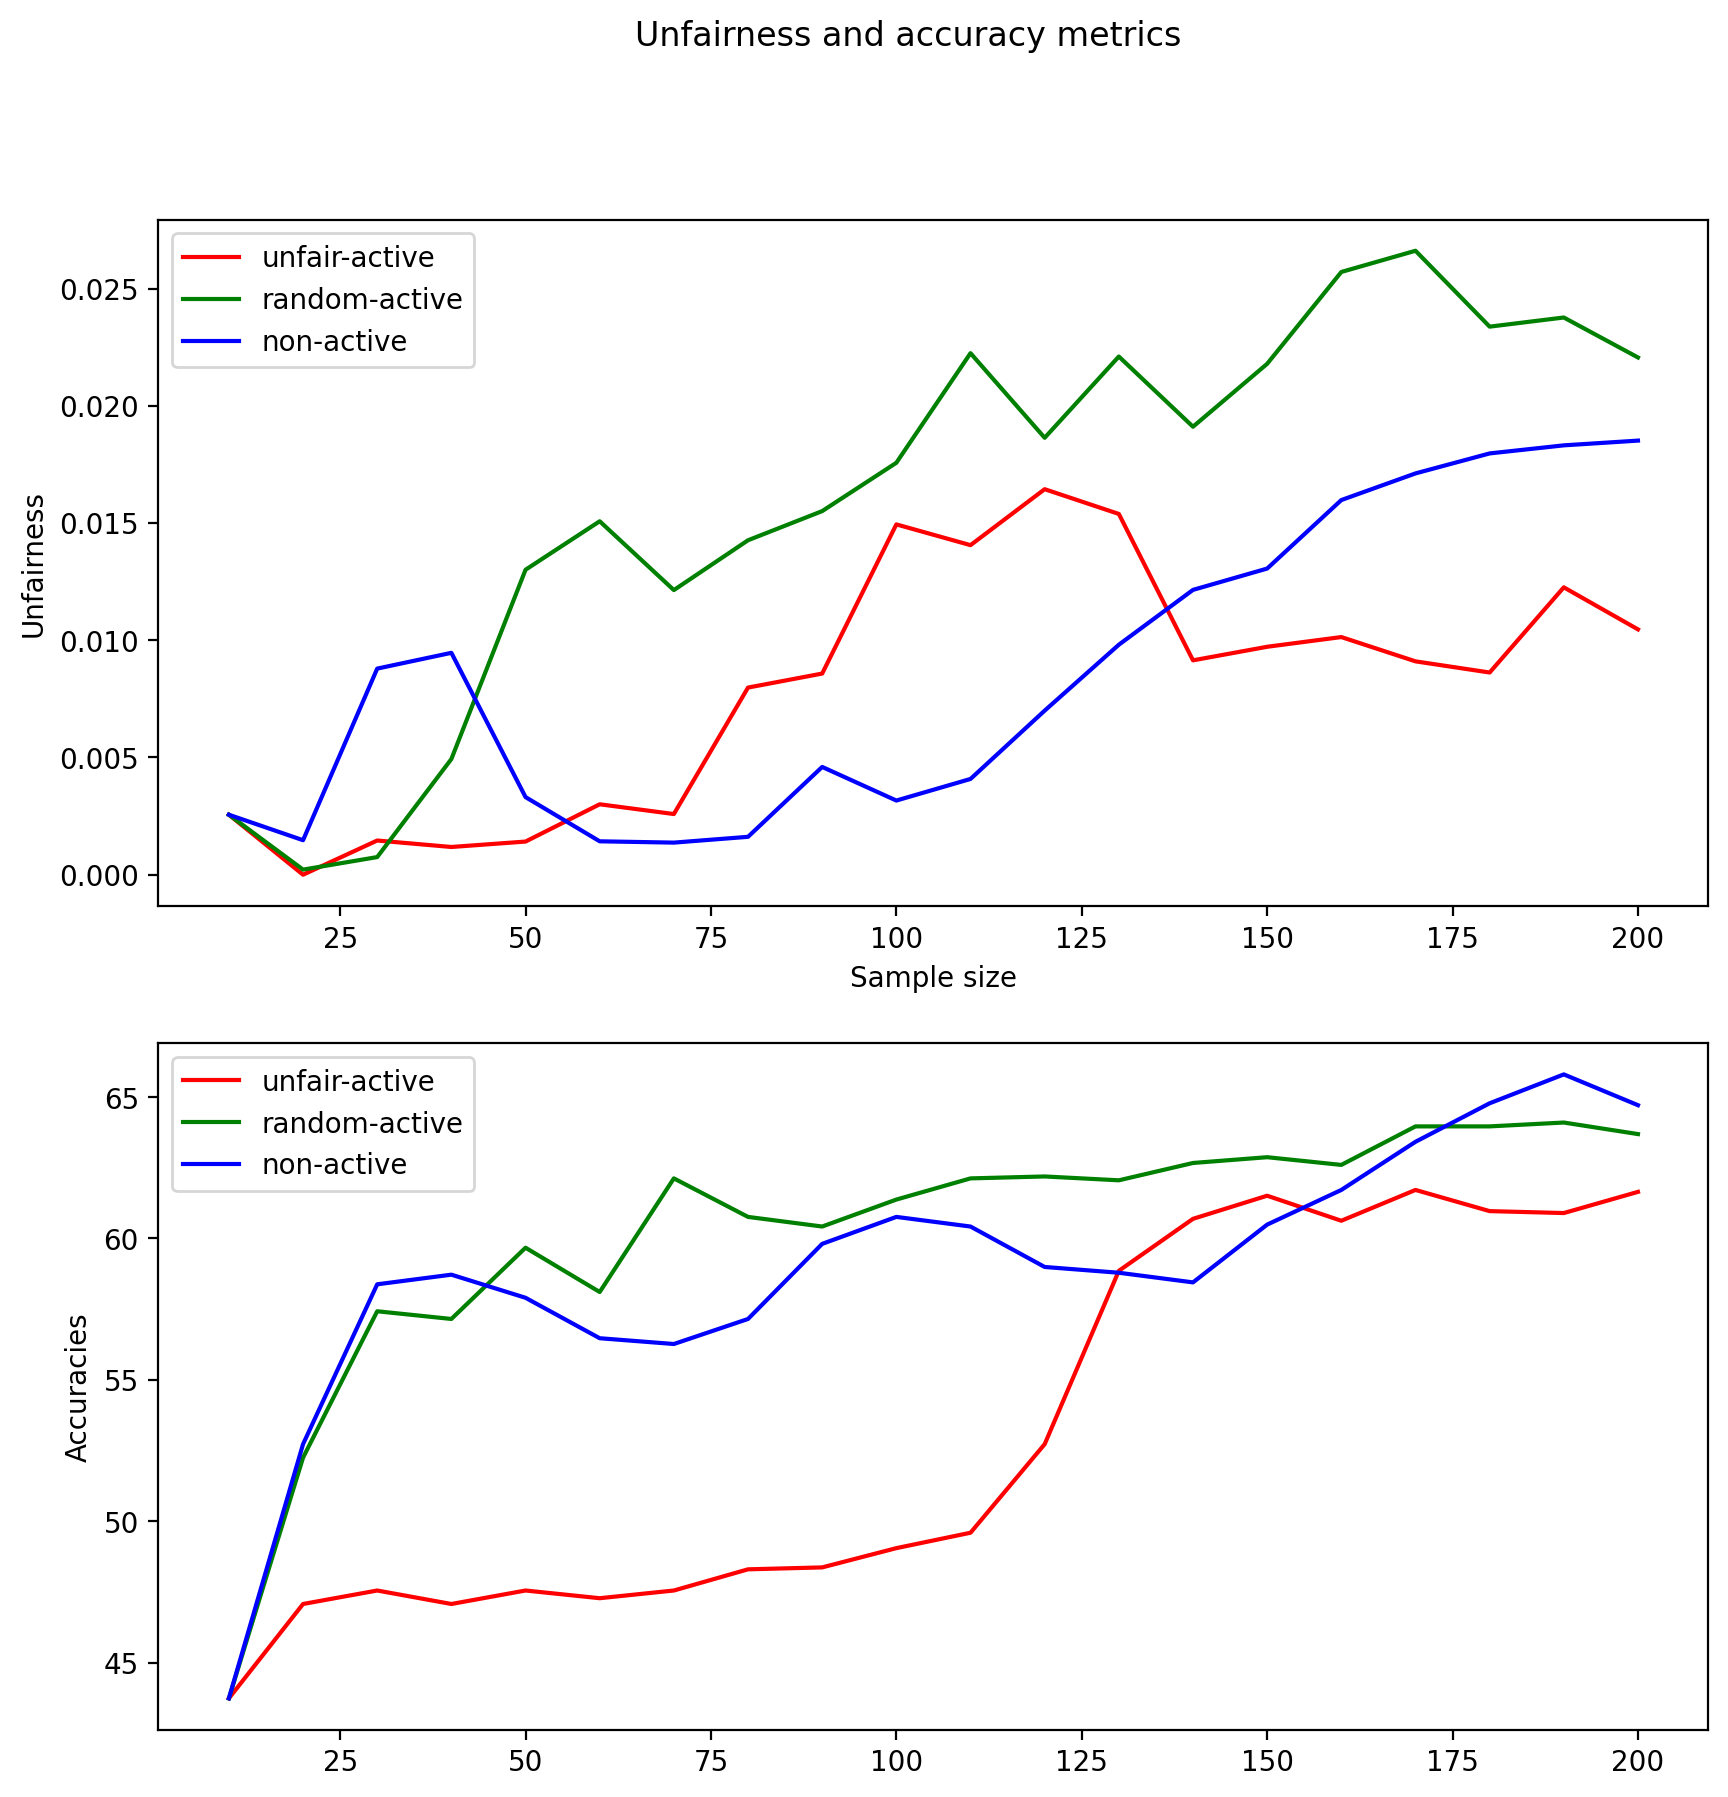 Unfairness and accuracy metrics
unfair-active
random-active
non-active
0.025
0.020
0.015
0.010
0.005
0.000
Unfairness
25 50 75 100 125 150 175 200
Sample size
unfair-active
random-active
non-active
65
60
55
50
45
Accuracies
25 50 75 100 125 150 175 200